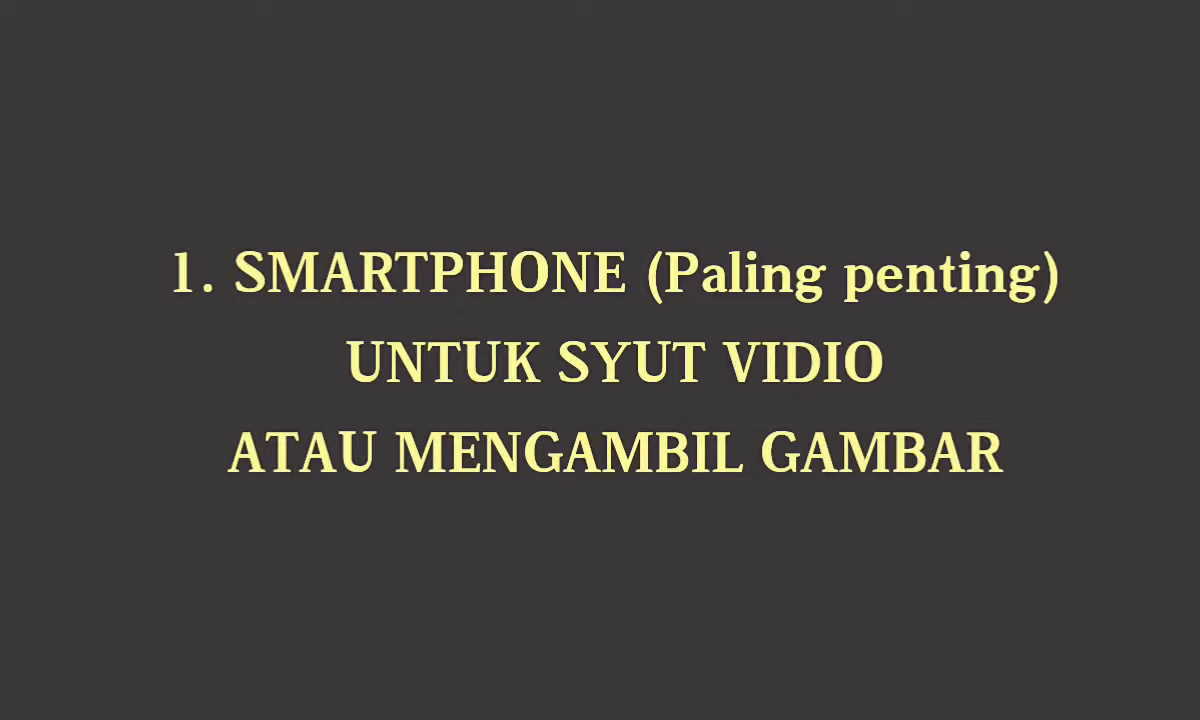 1. SMARTPHONE (Paling penting)
UNTUK SYUT VIDIO
ATAU MENGAMBIL GAMBAR